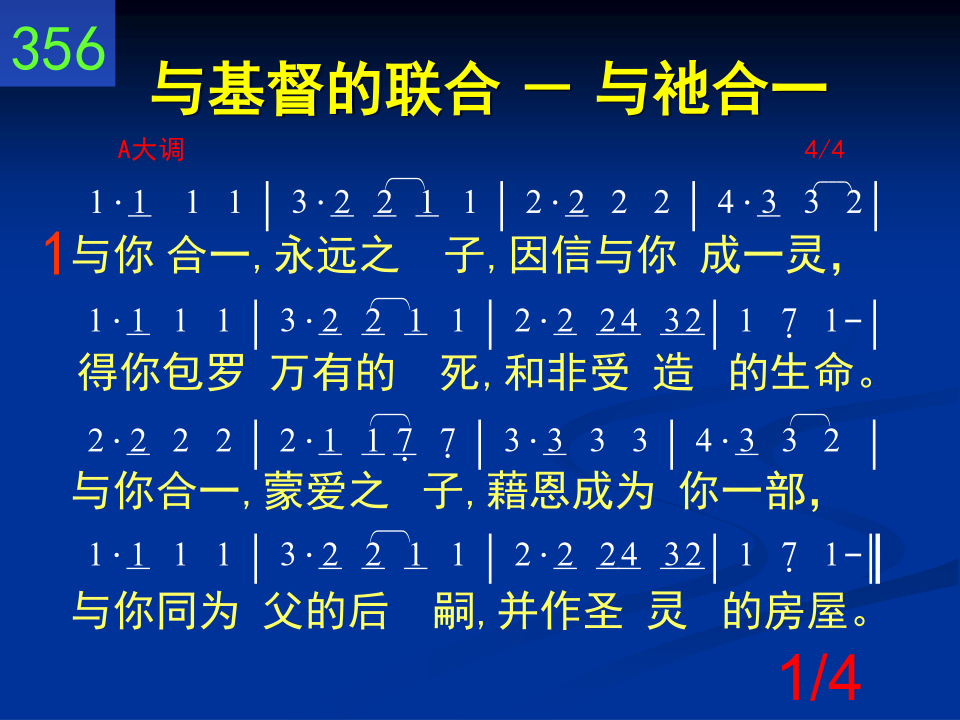 356
与基督的联合 － 与祂合一
A大调 4/4
1·1 1 1 | 3·2 2 1 1 | 2·2 2 2 | 4·3 3 2 |
1 与你 合一,永远之 子,因信与你 成一灵,
1·1 1 1 | 3·2 2 1 1 | 2·2 24 32 | 1 7̣ 1- |
得你包罗 万有的 死,和非受 造 的生命。
2·2 2 2 | 2·1 1 7̣ 7̣ | 3·3 3 3 | 4·3 3 2 |
与你合一,蒙爱之 子,藉恩成为 你一部,
1·1 1 1 | 3·2 2 1 1 | 2·2 24 32 | 1 7̣ 1- ‖
与你同为 父的后 嗣,并作圣 灵 的房屋。
1/4